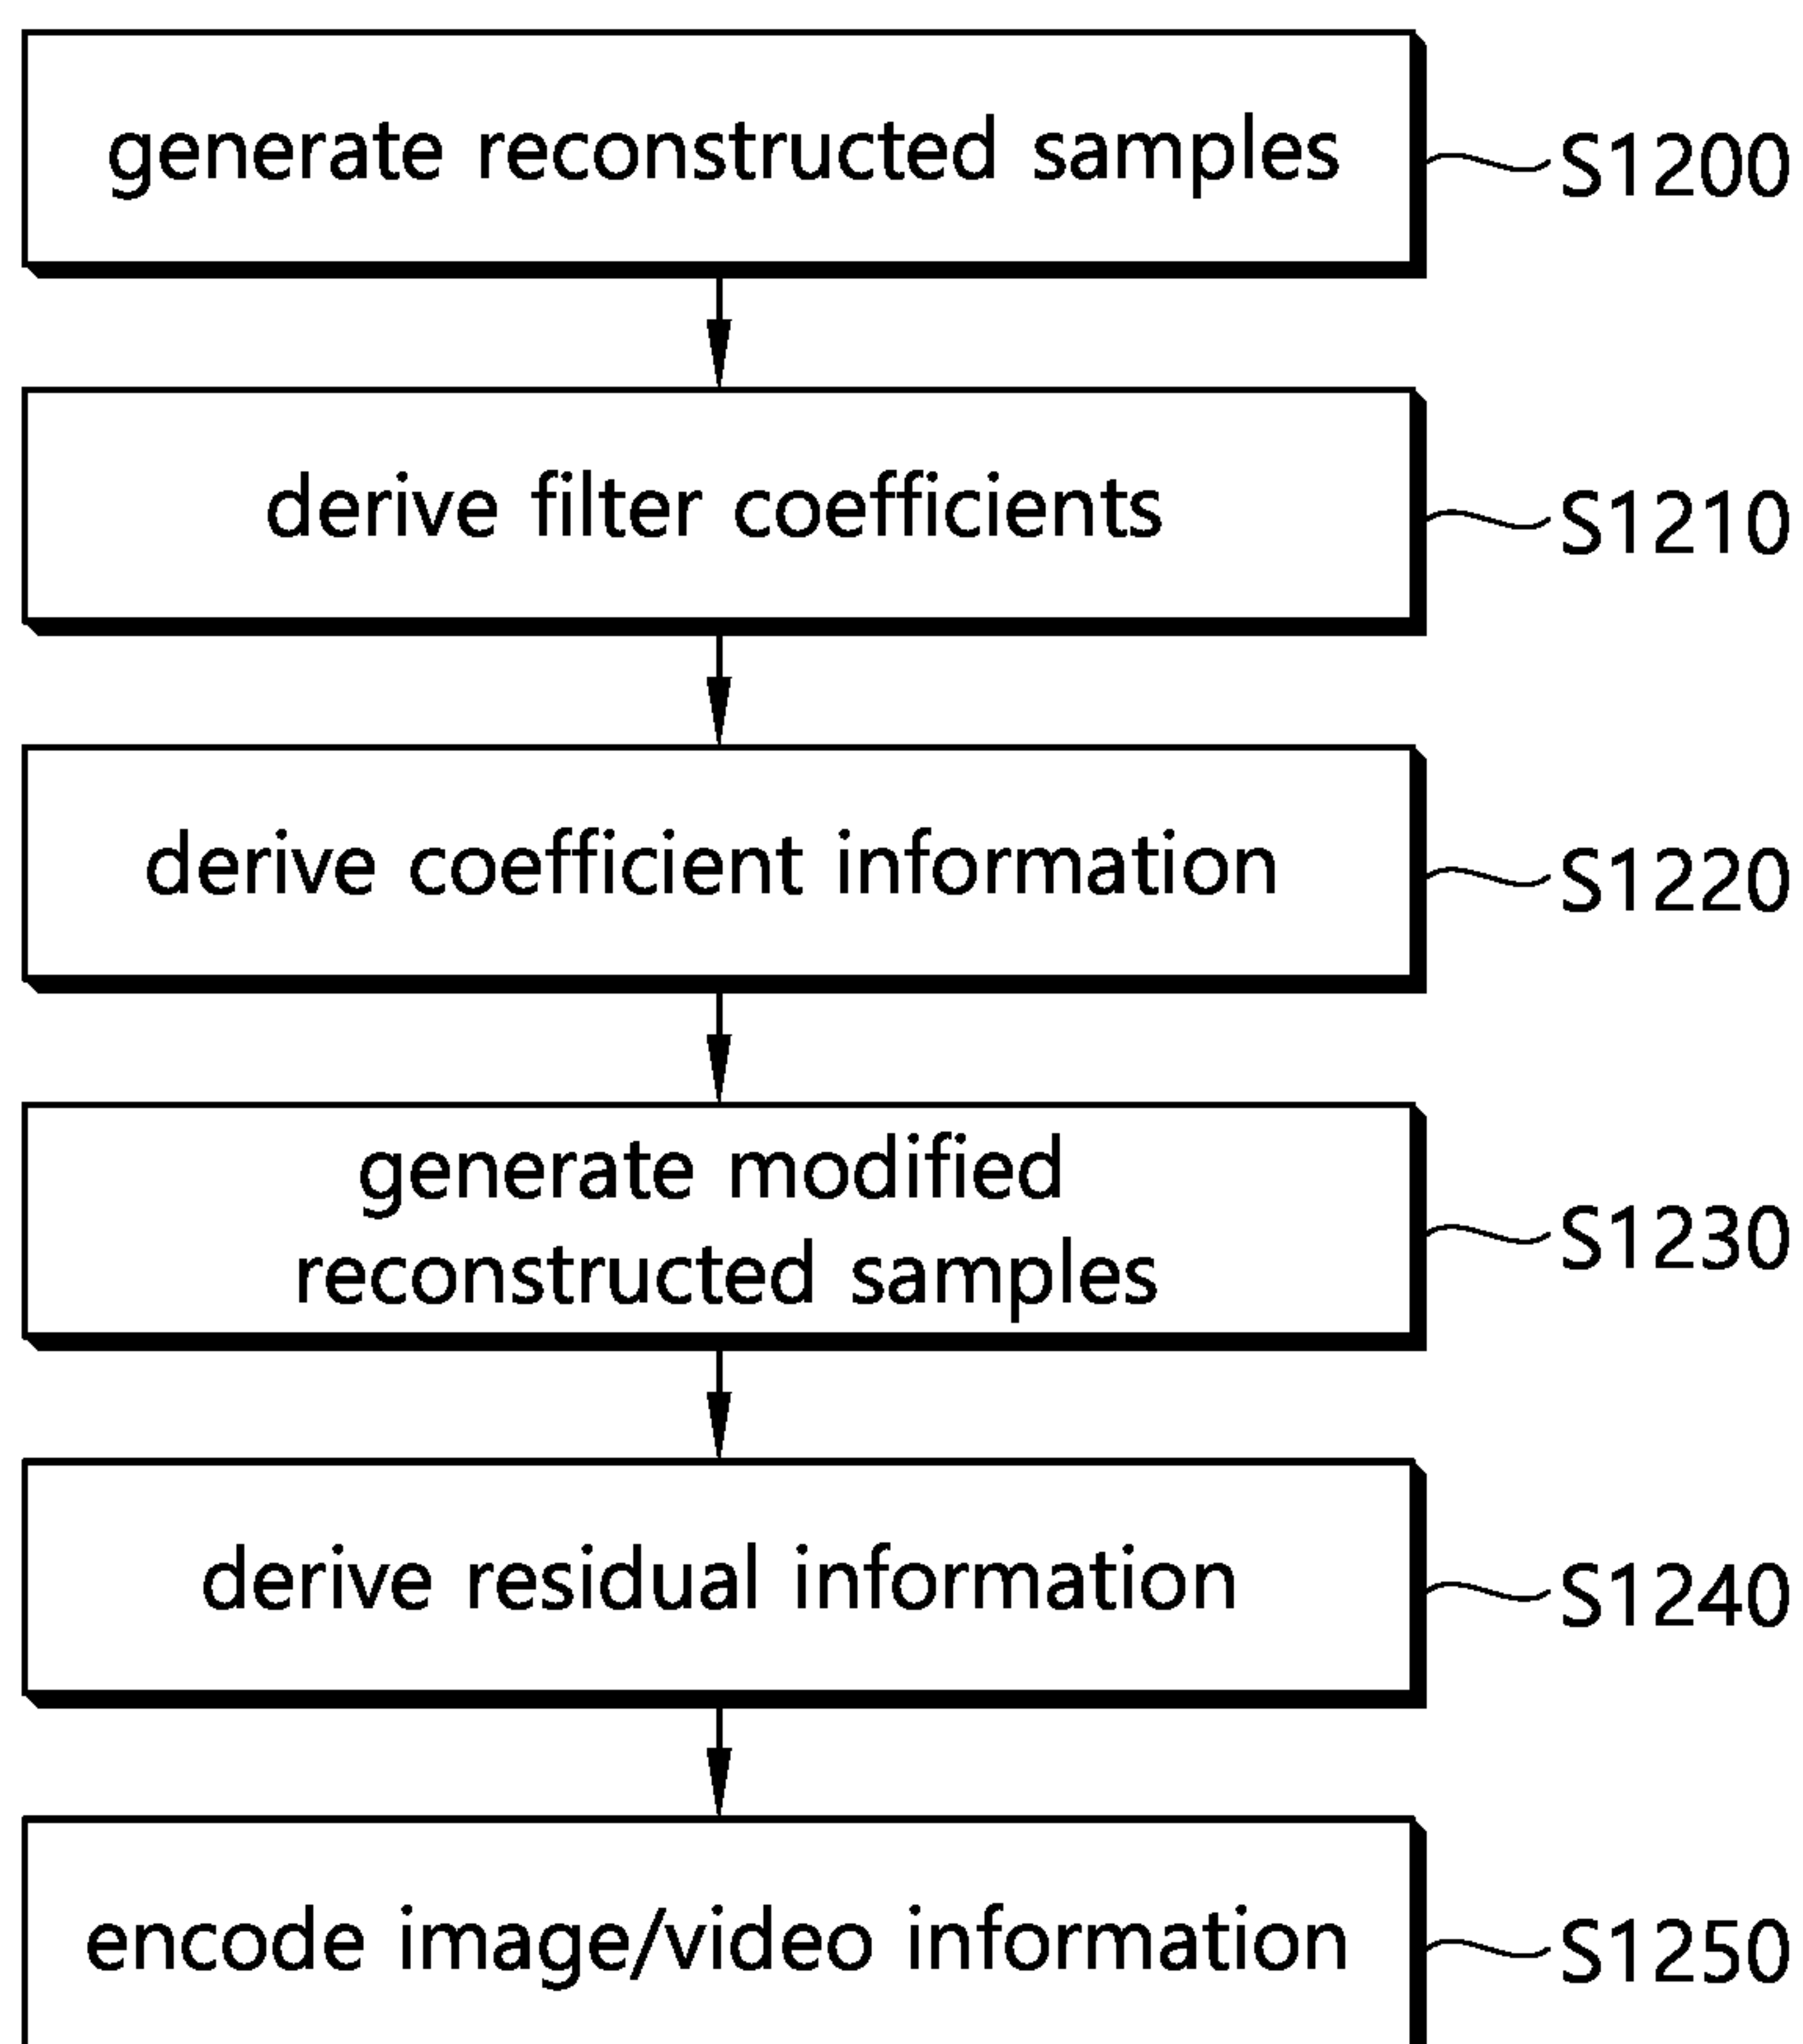 generate reconstructed samples
S1200
derive filter coefficients
S1210
derive coefficient information
S1220
generate modified
reconstructed samples
S1230
derive residual information
S1240
encode image/video information
S1250